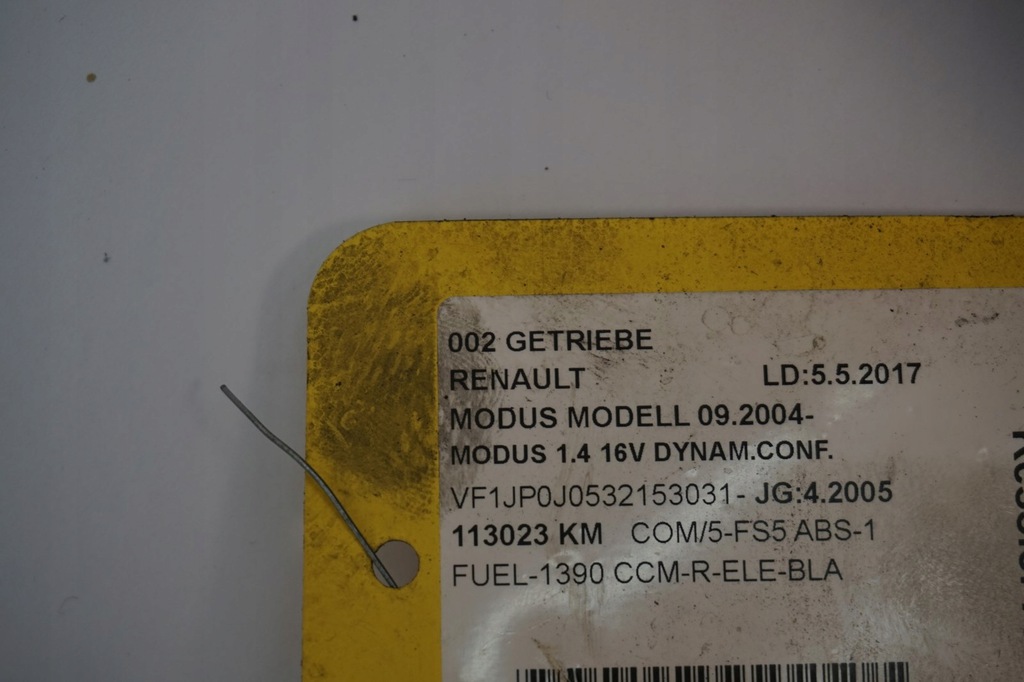 002 GETRIEBE
RENAULT LD:5.5.2017
MODUS MODELL 09.2004-
MODUS 1.4 16V DYNAM.CONF.
VF1JP0J0532153031- JG:4.2005
113023 KM COM/5-FS5 ABS-1
FUEL-1390 CCM-R-ELE-BLA